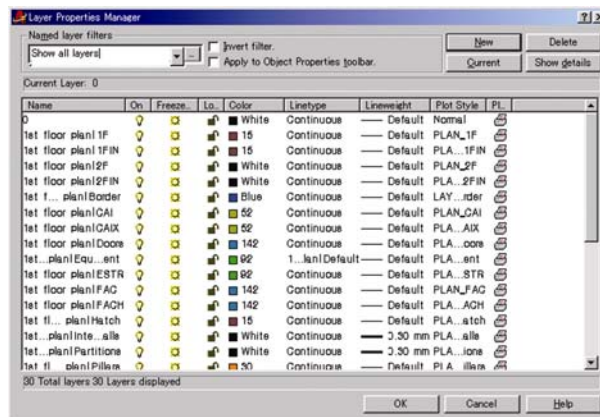 Layer Properties Manager
Named layer filters
Show all layers
Invert filter.
Apply to Object Properties toolbar.
New
Delete
Current
Show details
Current Layer: 0
Name On Freeze... Lo.. Color Linetype Lineweight Plot Style Pl..
0 White Continuous Default Normal
1st floor plan|1F 15 Continuous Default PLAN_1F
1st floor plan|1FIN 15 Continuous Default PLA...1FIN
1st floor plan|2F White Continuous Default PLAN_2F
1st floor plan|2FIN White Continuous Default PLA...2FIN
1st f... plan|Border Blue Continuous Default LAY...rder
1st floor plan|CAI 52 Continuous Default PLAN_CAI
1st floor plan|CAIX 52 Continuous Default PLA...AIX
1st floor plan|Doors 142 Continuous Default PLA...oors
1st...plan|Equ...ent 92 1...lan|Default Default PLA...ent
1st floor plan|ESTR 92 Continuous Default PLA...STR
1st floor plan|FAC 142 Continuous Default PLAN_FAC
1st floor plan|FACH 142 Continuous Default PLA...ACH
1st fl... plan|Hatch 15 Continuous Default PLA...atch
1st...plan|Inte...alls White Continuous 0.30 mm PLA...alls
1st...plan|Partitions White Continuous 0.30 mm PLA...ions
1st fl... plan|Pillars 30 Continuous Default PLA...illars
30 Total layers 30 Layers displayed
OK
Cancel
Help